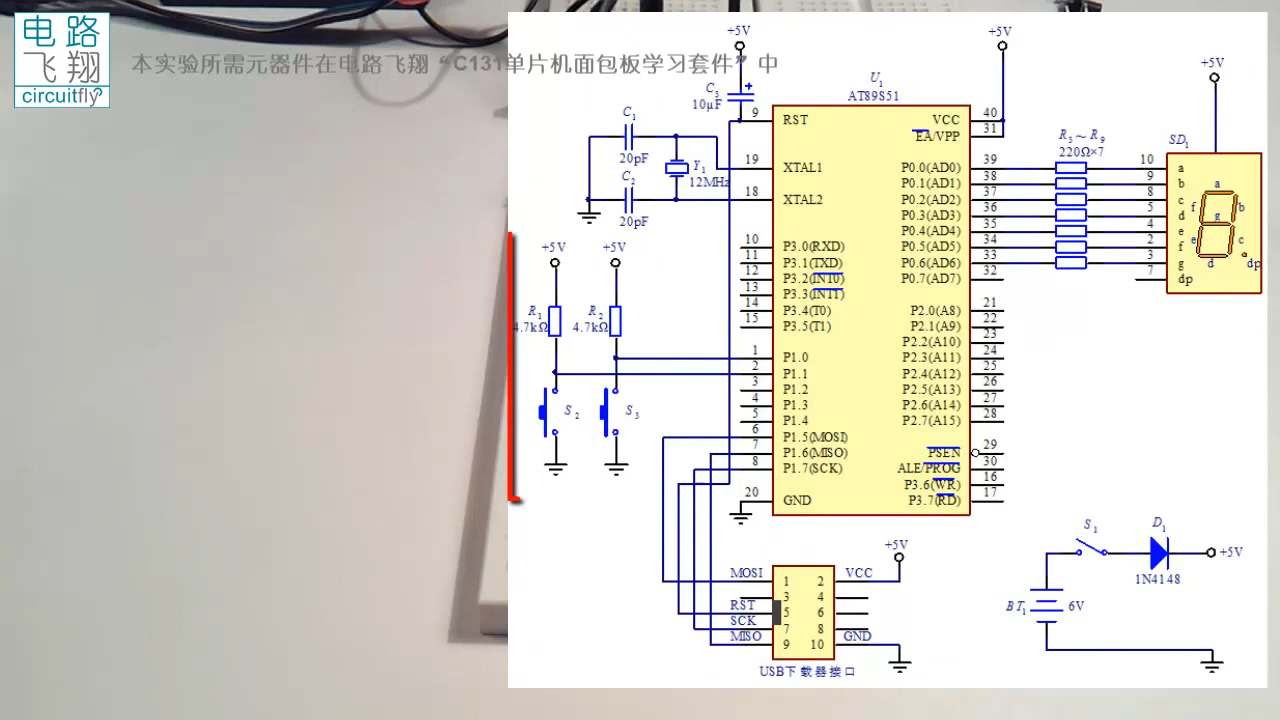 电路
飞翔
circuitfly
本实验所需元器件在电路飞翔“C131单片机面包板学习套件”中
+5V
+5V
+5V
C3
10μF
U1
AT89S51
C1
20pF
C2
20pF
Y1
12MHz
R3～R9
220Ω×7
SD1
9 RST
19 XTAL1
18 XTAL2
10 P3.0(RXD)
11 P3.1(TXD)
12 P3.2(INT0)
13 P3.3(INT1)
14 P3.4(T0)
15 P3.5(T1)
1 P1.0
2 P1.1
3 P1.2
4 P1.3
5 P1.4
6 P1.5(MOSI)
7 P1.6(MISO)
8 P1.7(SCK)
20 GND
VCC 40
EA/VPP 31
P0.0(AD0) 39
P0.1(AD1) 38
P0.2(AD2) 37
P0.3(AD3) 36
P0.4(AD4) 35
P0.5(AD5) 34
P0.6(AD6) 33
P0.7(AD7) 32
P2.0(A8) 21
P2.1(A9) 22
P2.2(A10) 23
P2.3(A11) 24
P2.4(A12) 25
P2.5(A13) 26
P2.6(A14) 27
P2.7(A15) 28
PSEN 29
ALE/PROG 30
P3.6(WR) 16
P3.7(RD) 17
10 a
9 b
8 c
5 d
4 e
2 f
3 g
7 dp
a
f b
g
e c
d dp
+5V +5V
R1
4.7kΩ
R2
4.7kΩ
S2
S3
+5V
MOSI 1 2 VCC
3 4
RST 5 6
SCK 7 8
MISO 9 10 GND
USB下载器接口
S1
D1
+5V
1N4148
BT1
6V